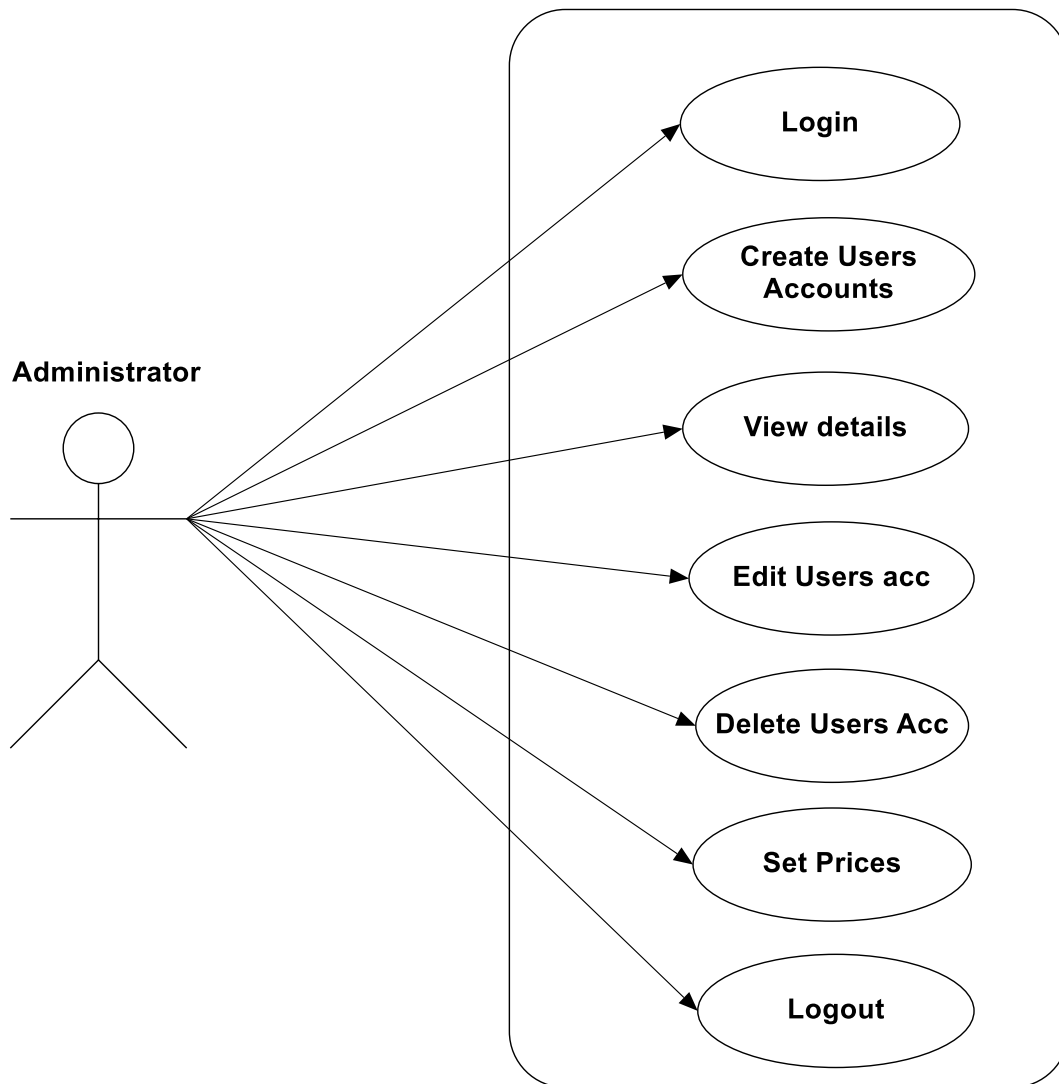 Login
Create Users
Accounts
Administrator
View details
Edit Users acc
Delete Users Acc
Set Prices
Logout